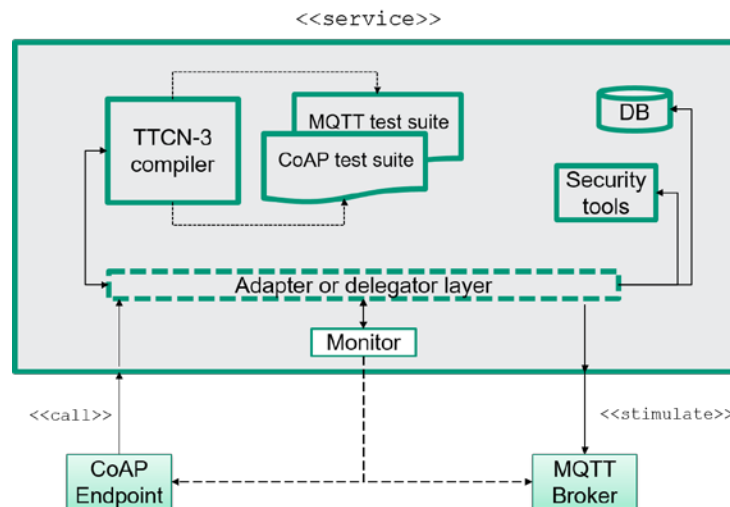 <<service>>
TTCN-3
compiler
MQTT test suite
CoAP test suite
DB
Security
tools
Adapter or delegator layer
Monitor
<<call>>
<<stimulate>>
CoAP
Endpoint
MQTT
Broker